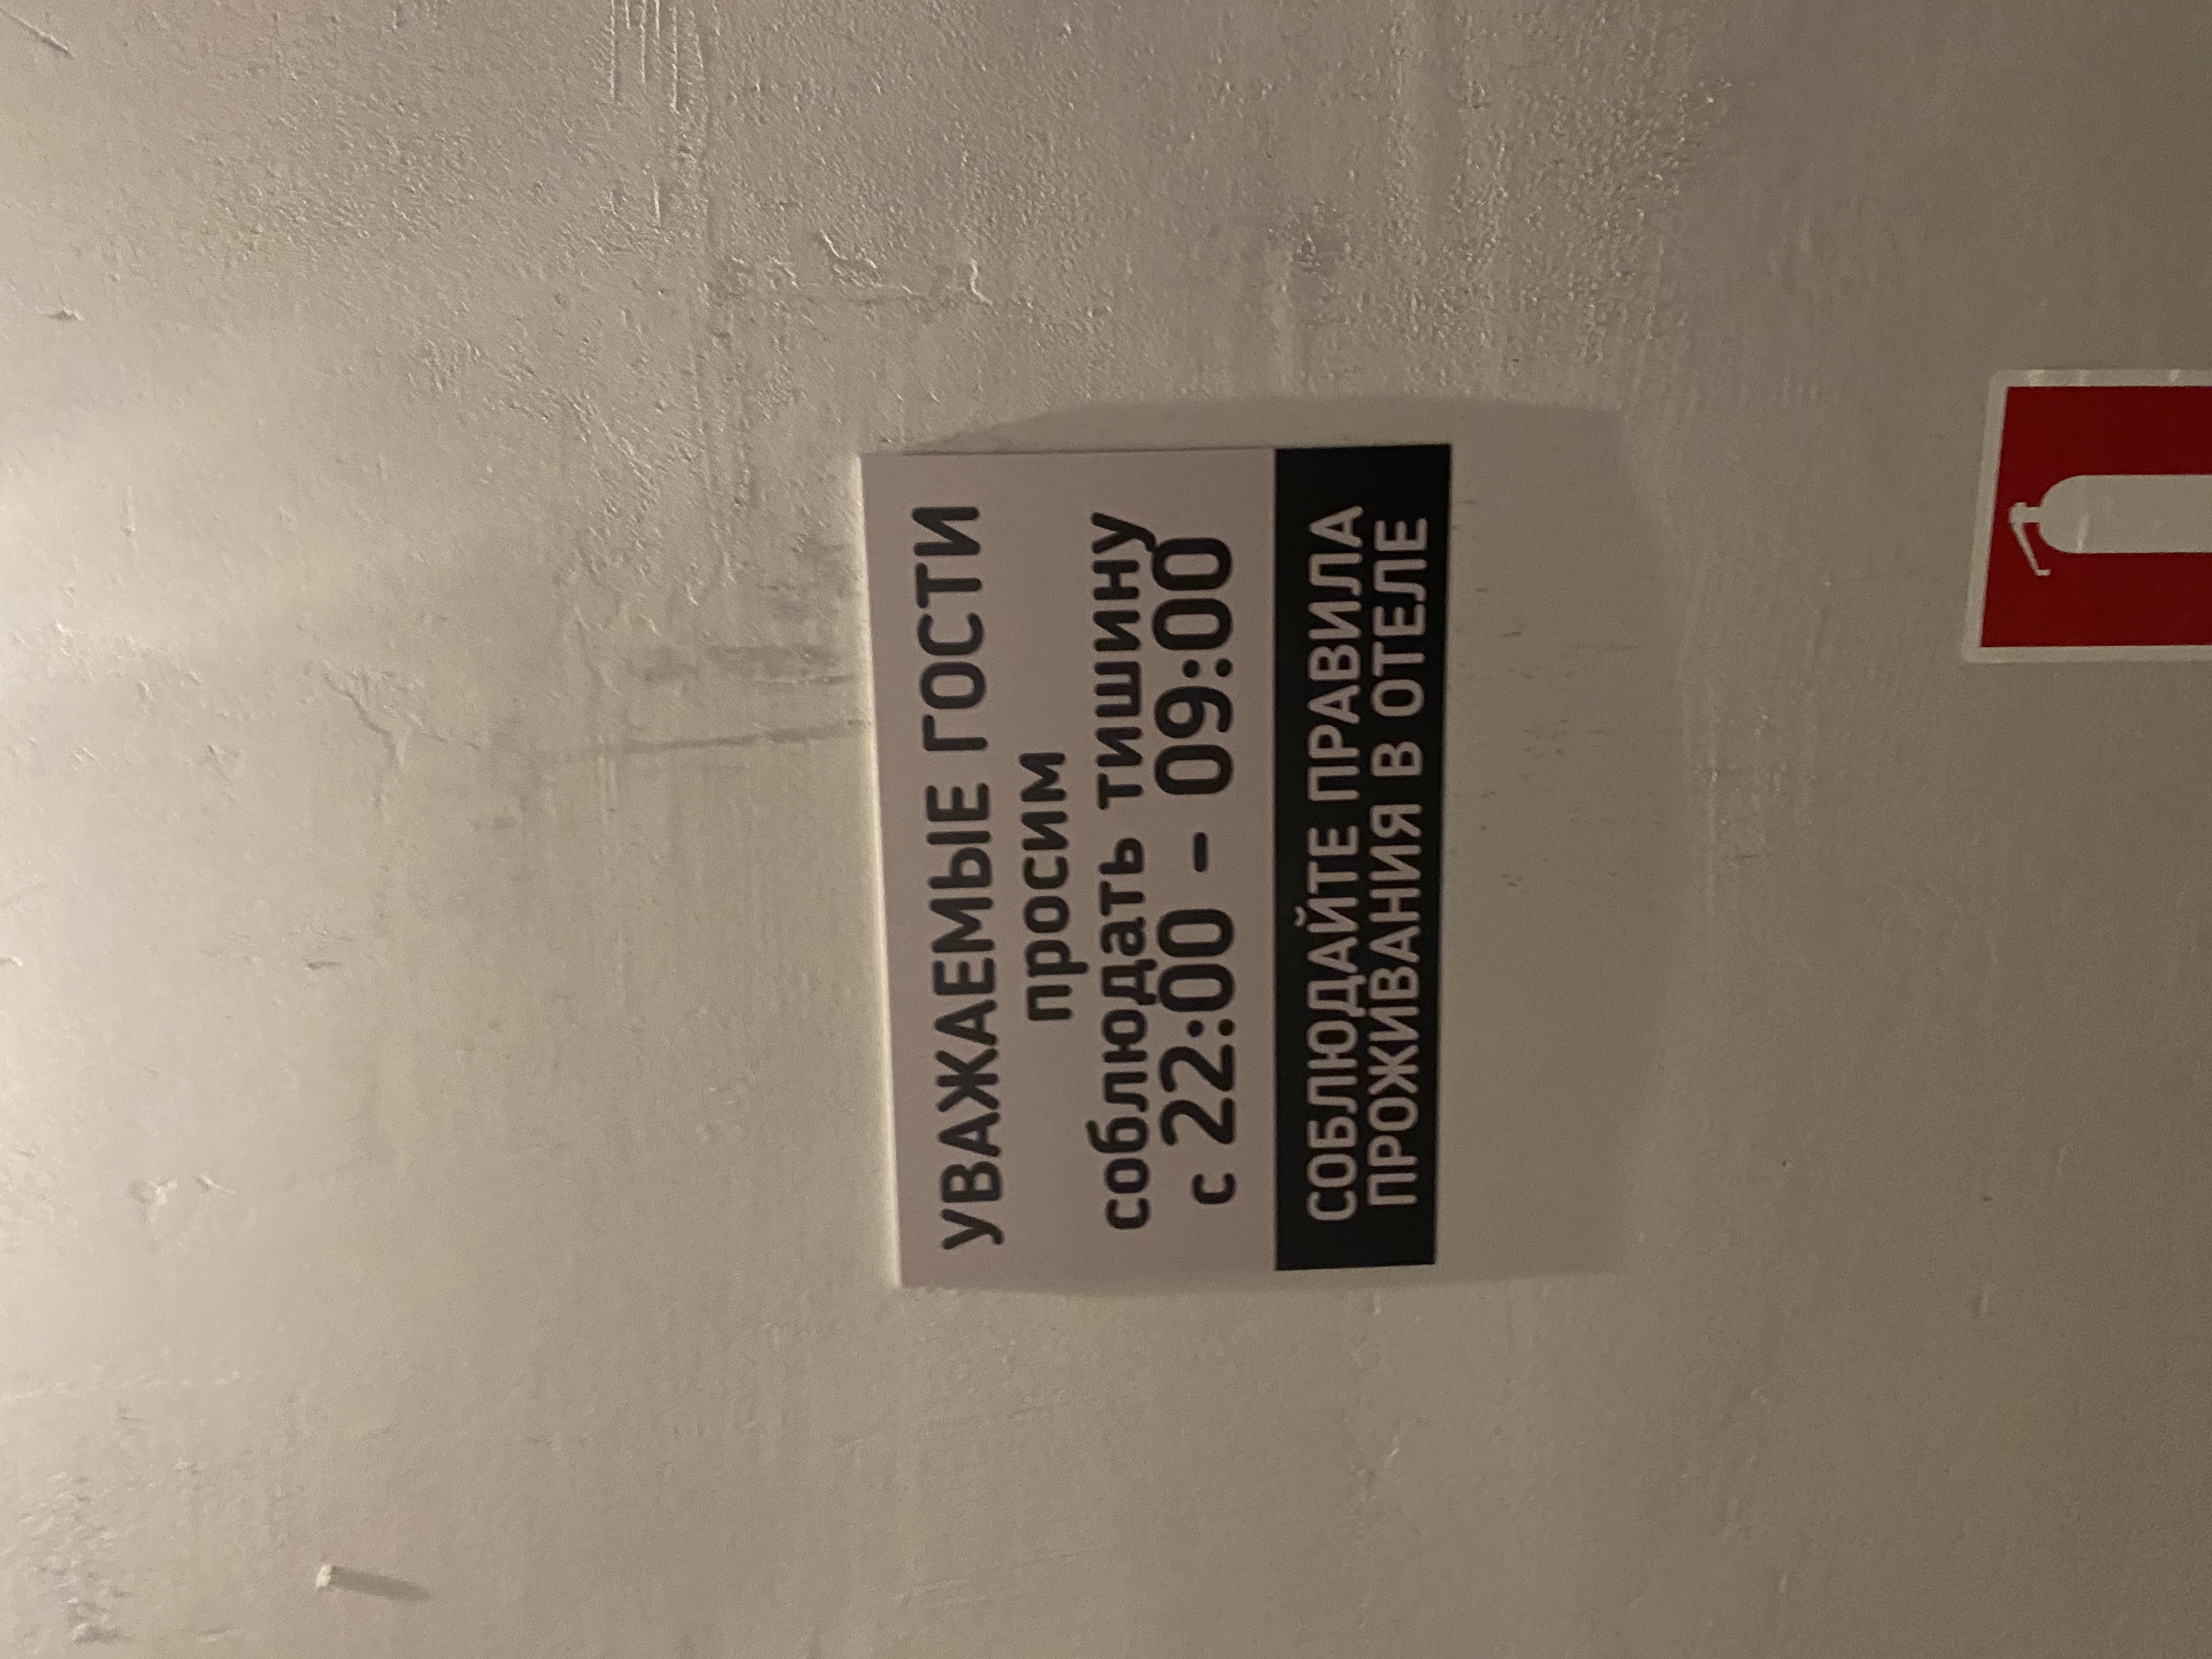 УВАЖАЕМЫЕ ГОСТИ
просим
соблюдать тишину
с 22:00 - 09:00
СОБЛЮДАЙТЕ ПРАВИЛА
ПРОЖИВАНИЯ В ОТЕЛЕ